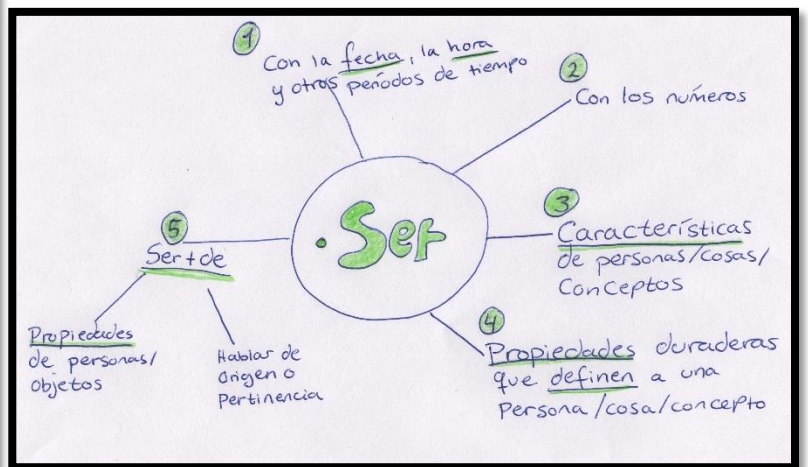 1
Con la fecha, la hora
y otros períodos de tiempo
2
Con los números
3
Características
de personas/cosas/
Conceptos
4
Propiedades duraderas
que definen a una
Persona/cosa/concepto
5
Ser+de
Propiedades
de personas/
objetos
Hablar de
Origen o
Pertinencia
.Ser